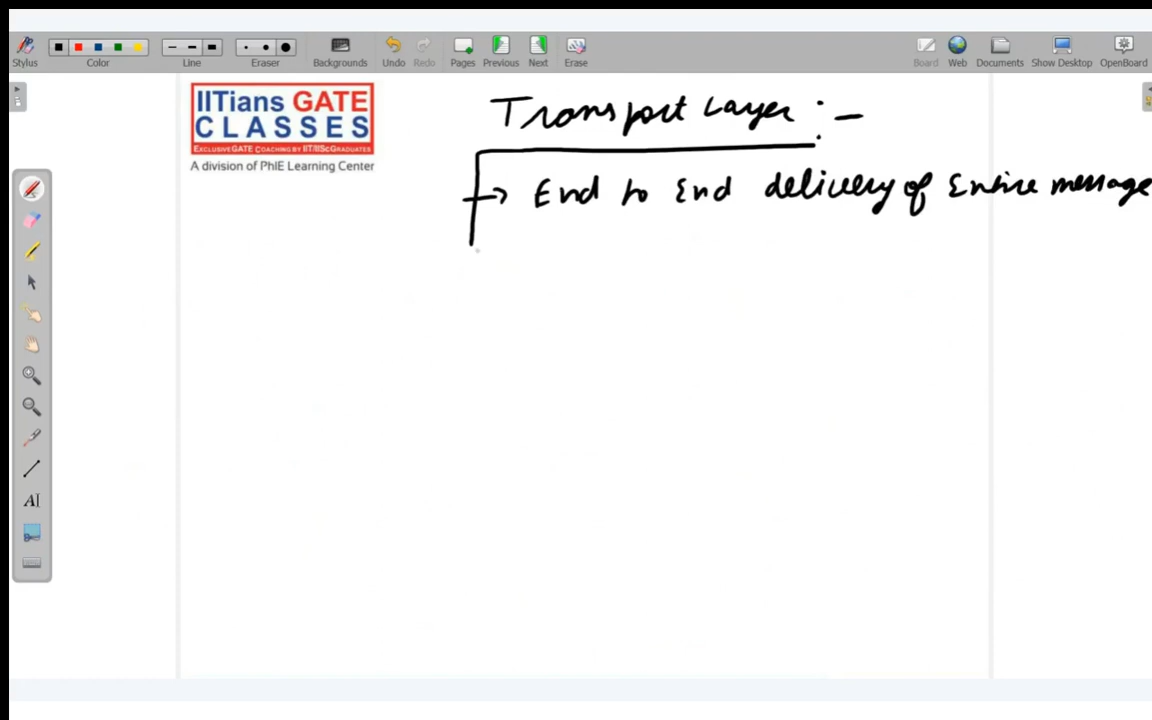 Stylus
Color
Line
Eraser
Backgrounds
Undo
Redo
Pages
Previous
Next
Erase
Board
Web
Documents
Show Desktop
OpenBoard
IITians GATE
CLASSES
EXCLUSIVE GATE COACHING BY IIT/IISc GRADUATES
A division of PhIE Learning Center
Transport Layer :-
→ End to End delivery of Entire message
AI